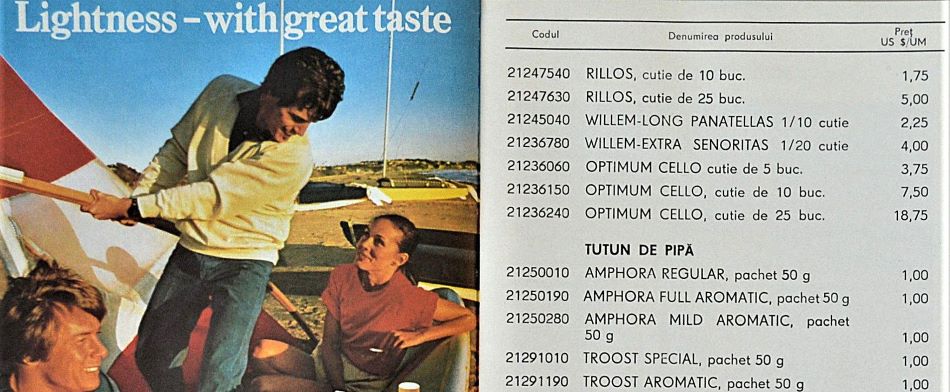 Lightness – with great taste
Codul Denumirea produsului Preț
US $/UM
21247540 RILLOS, cutie de 10 buc. 1,75
21247630 RILLOS, cutie de 25 buc. 5,00
21245040 WILLEM-LONG PANATELLAS 1/10 cutie 2,25
21236780 WILLEM-EXTRA SENORITAS 1/20 cutie 4,00
21236060 OPTIMUM CELLO cutie de 5 buc. 3,75
21236150 OPTIMUM CELLO, cutie de 10 buc. 7,50
21236240 OPTIMUM CELLO, cutie de 25 buc. 18,75
TUTUN DE PIPĂ
21250010 AMPHORA REGULAR, pachet 50 g 1,00
21250190 AMPHORA FULL AROMATIC, pachet 50 g 1,00
21250280 AMPHORA MILD AROMATIC, pachet
50 g 1,00
21291010 TROOST SPECIAL, pachet 50 g 1,00
21291190 TROOST AROMATIC, pachet 50 g 1,00